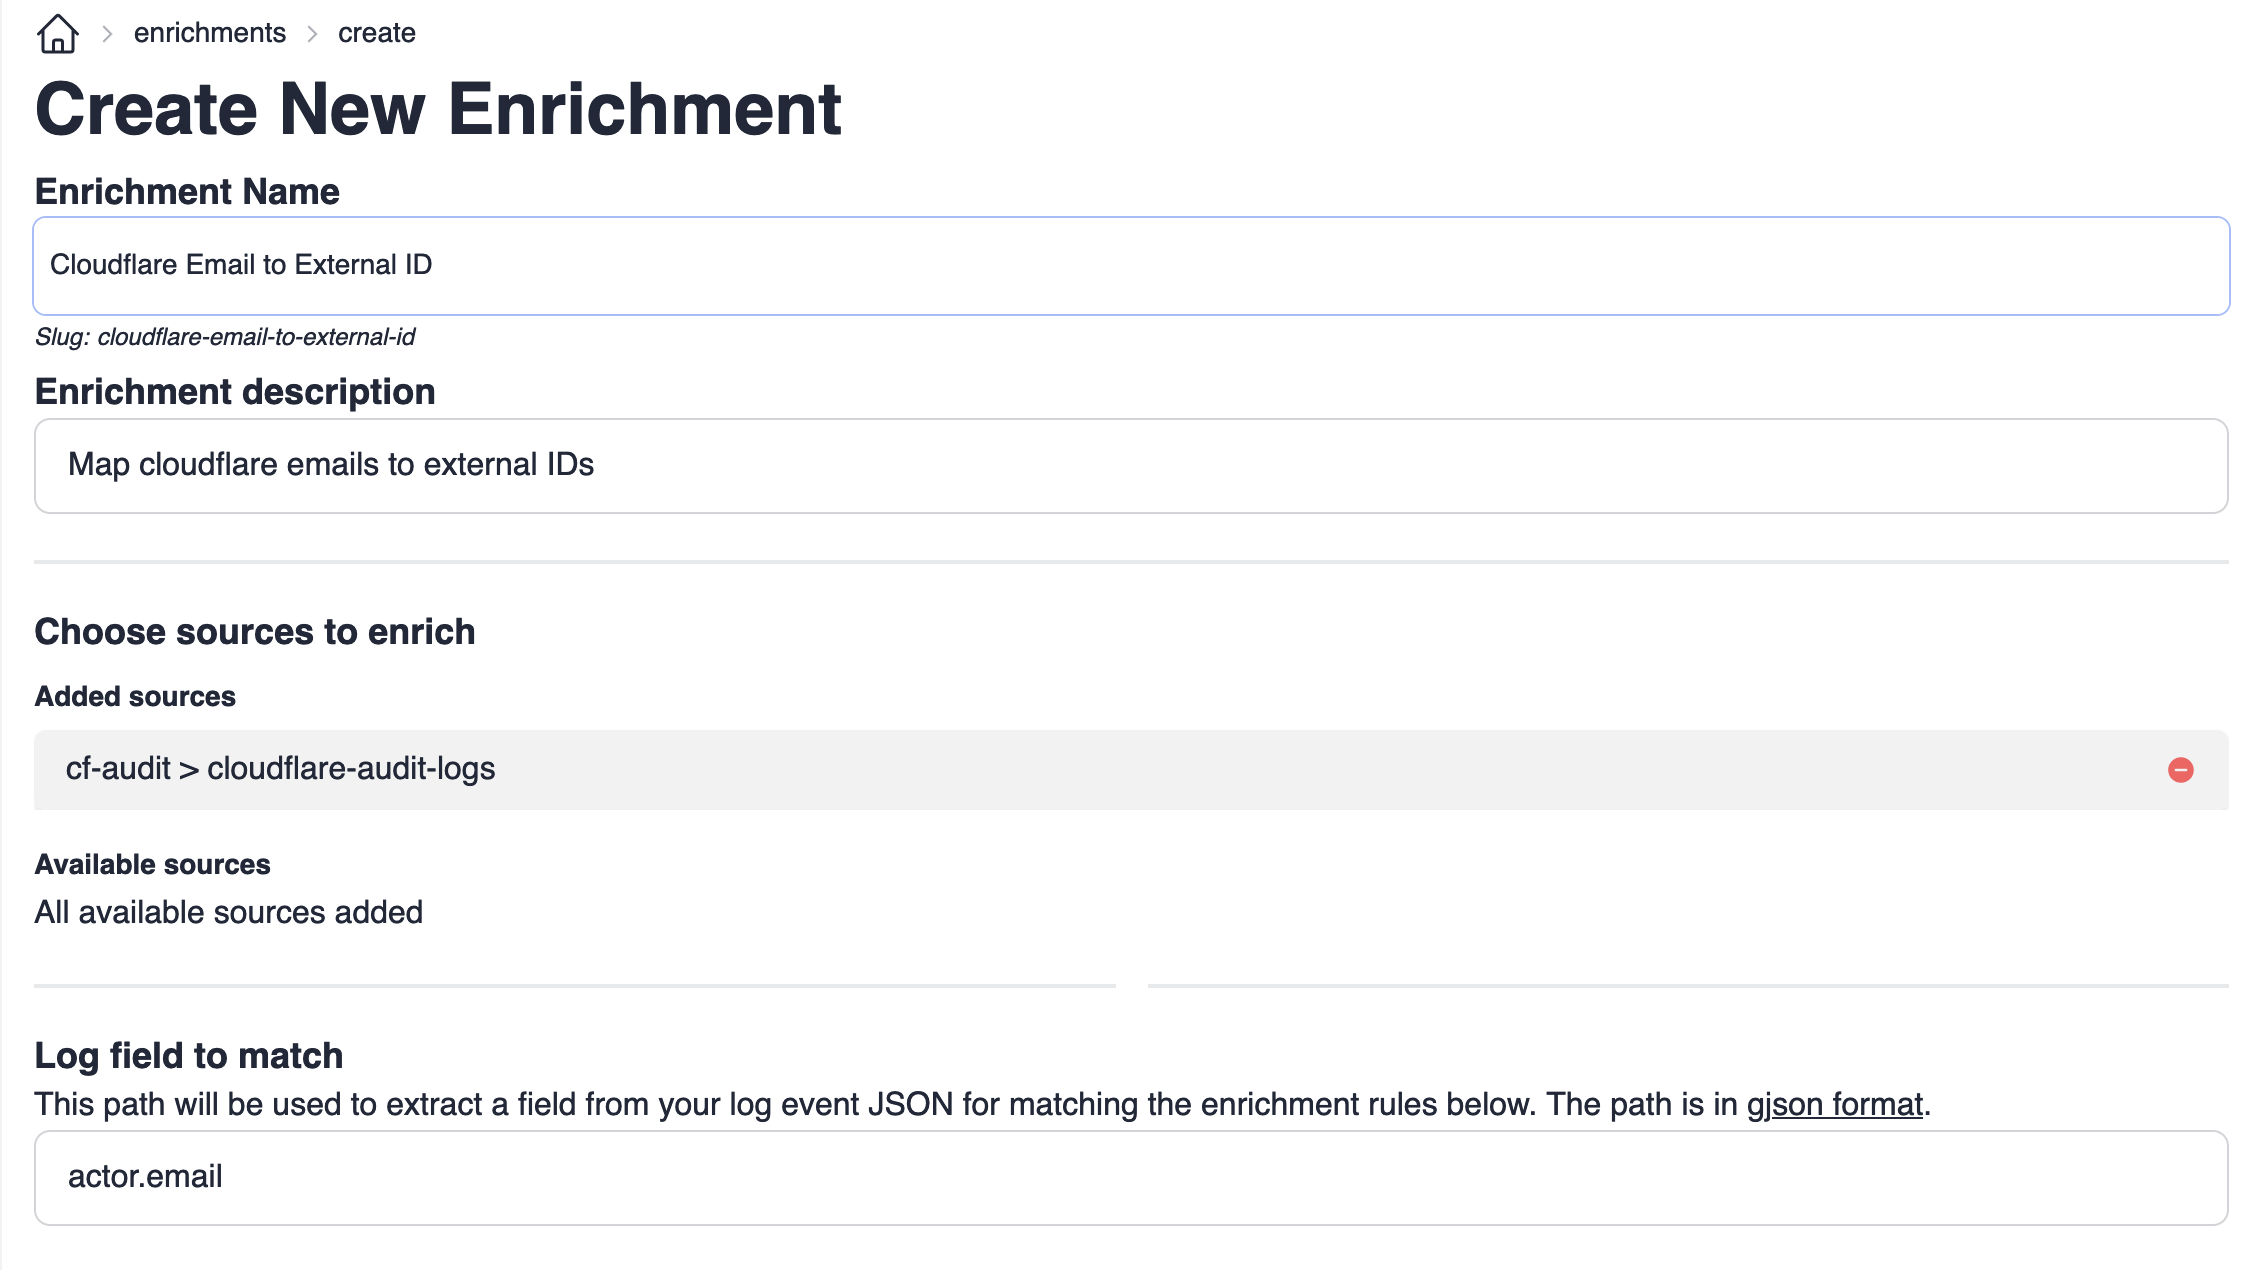 enrichments > create
Create New Enrichment
Enrichment Name
Cloudflare Email to External ID
Slug: cloudflare-email-to-external-id
Enrichment description
Map cloudflare emails to external IDs
Choose sources to enrich
Added sources
cf-audit > cloudflare-audit-logs
Available sources
All available sources added
Log field to match
This path will be used to extract a field from your log event JSON for matching the enrichment rules below. The path is in gjson format.
actor.email